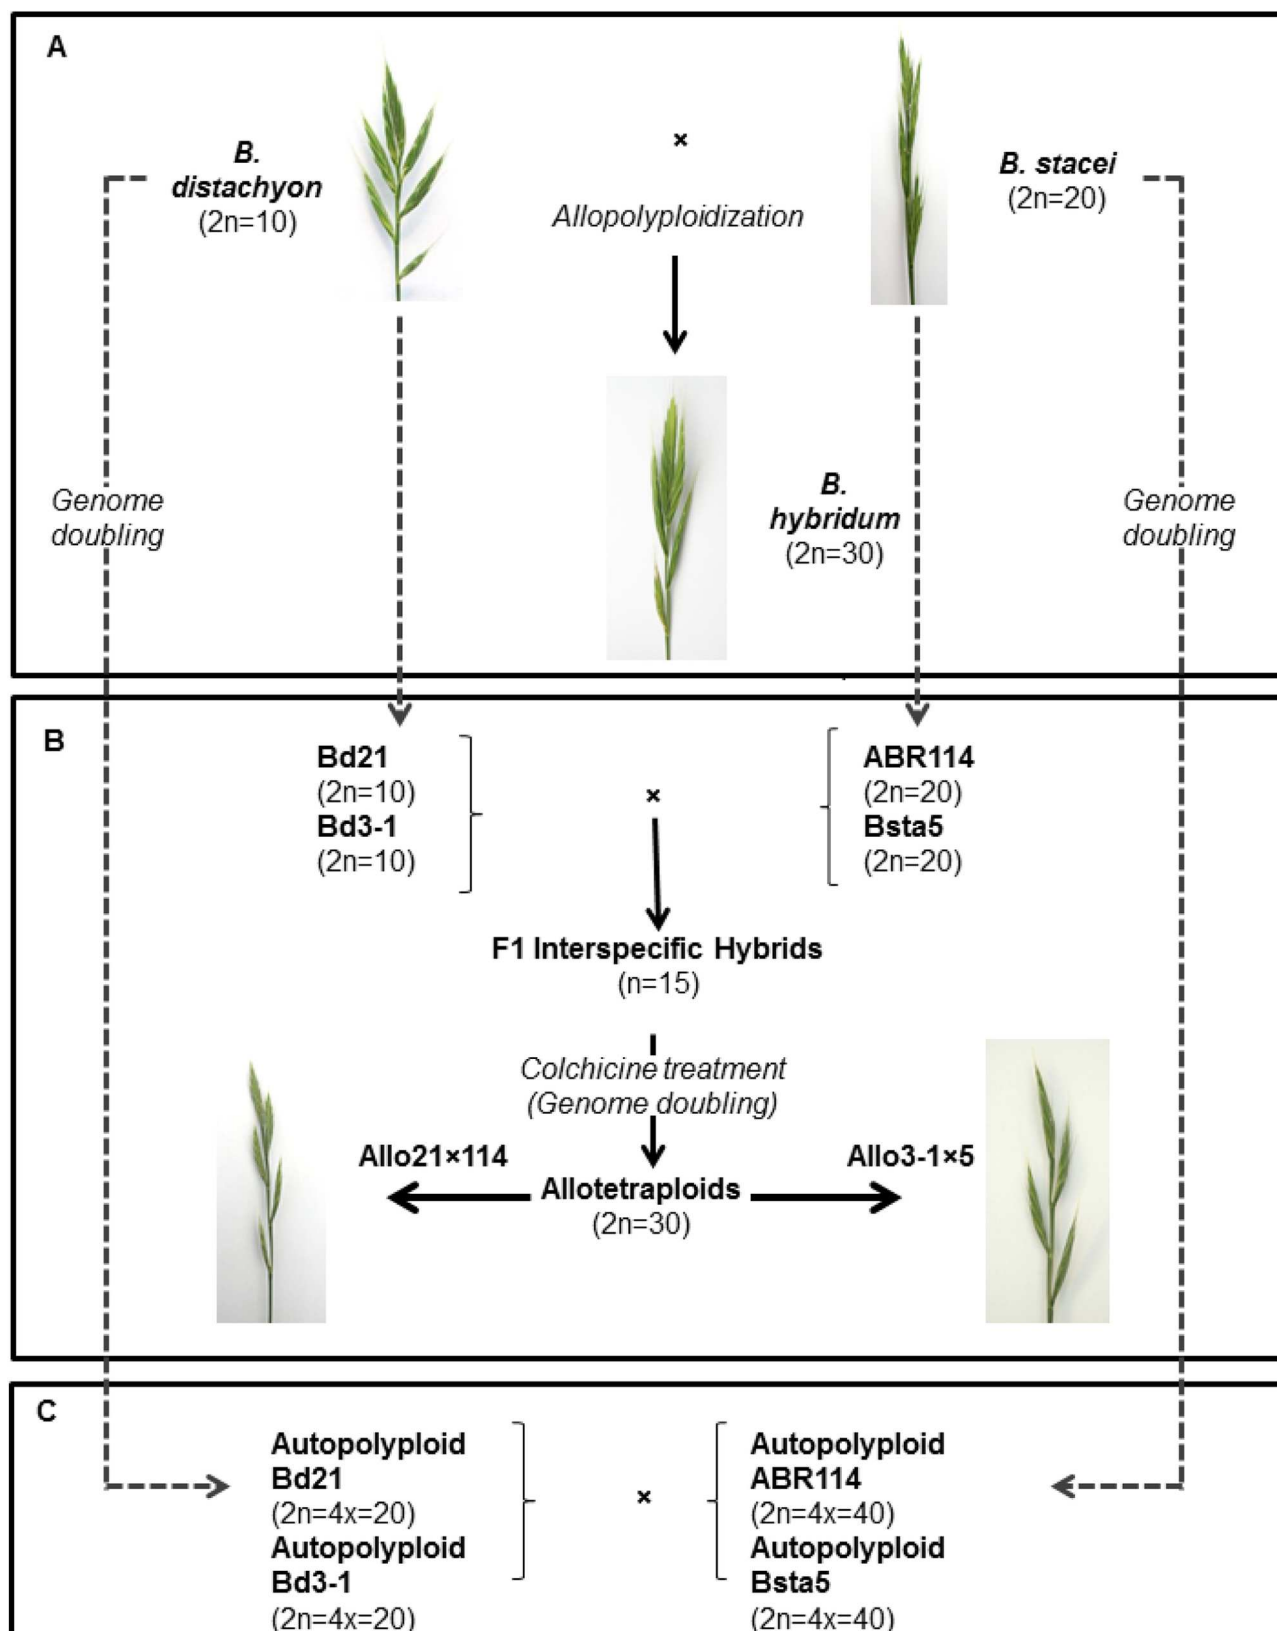 A
B.
distachyon
(2n=10)
×
Allopolyploidization
B. stacei
(2n=20)
B.
hybridum
(2n=30)
Genome
doubling
Genome
doubling
B
Bd21
(2n=10)
Bd3-1
(2n=10)
×
ABR114
(2n=20)
Bsta5
(2n=20)
F1 Interspecific Hybrids
(n=15)
Colchicine treatment
(Genome doubling)
Allo21×114
Allo3-1×5
Allotetraploids
(2n=30)
C
Autopolyploid
Bd21
(2n=4x=20)
Autopolyploid
Bd3-1
(2n=4x=20)
×
Autopolyploid
ABR114
(2n=4x=40)
Autopolyploid
Bsta5
(2n=4x=40)